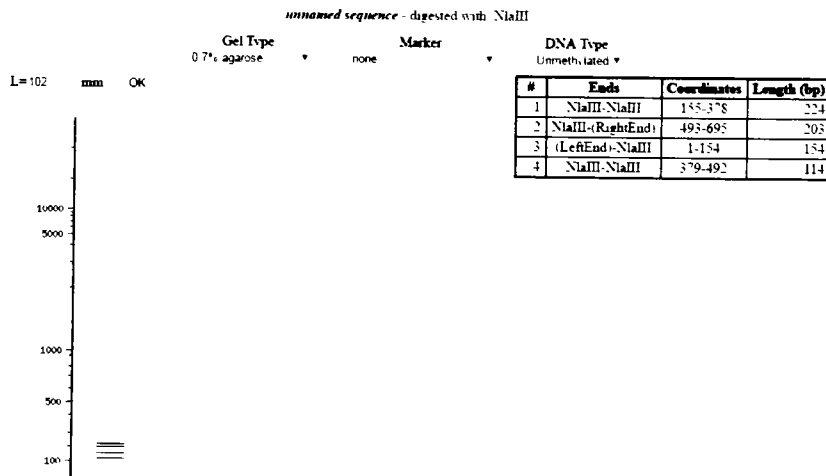 unnamed sequence - digested with NlaIII
Gel Type Marker DNA Type
0.7% agarose ▾ none ▾ Unmethylated ▾
L= 102 mm OK
# Ends Coordinates Length (bp)
1 NlaIII-NlaIII 155-378 224
2 NlaIII-(RightEnd) 493-695 203
3 (LeftEnd)-NlaIII 1-154 154
4 NlaIII-NlaIII 379-492 114
10000
5000
1000
500
100